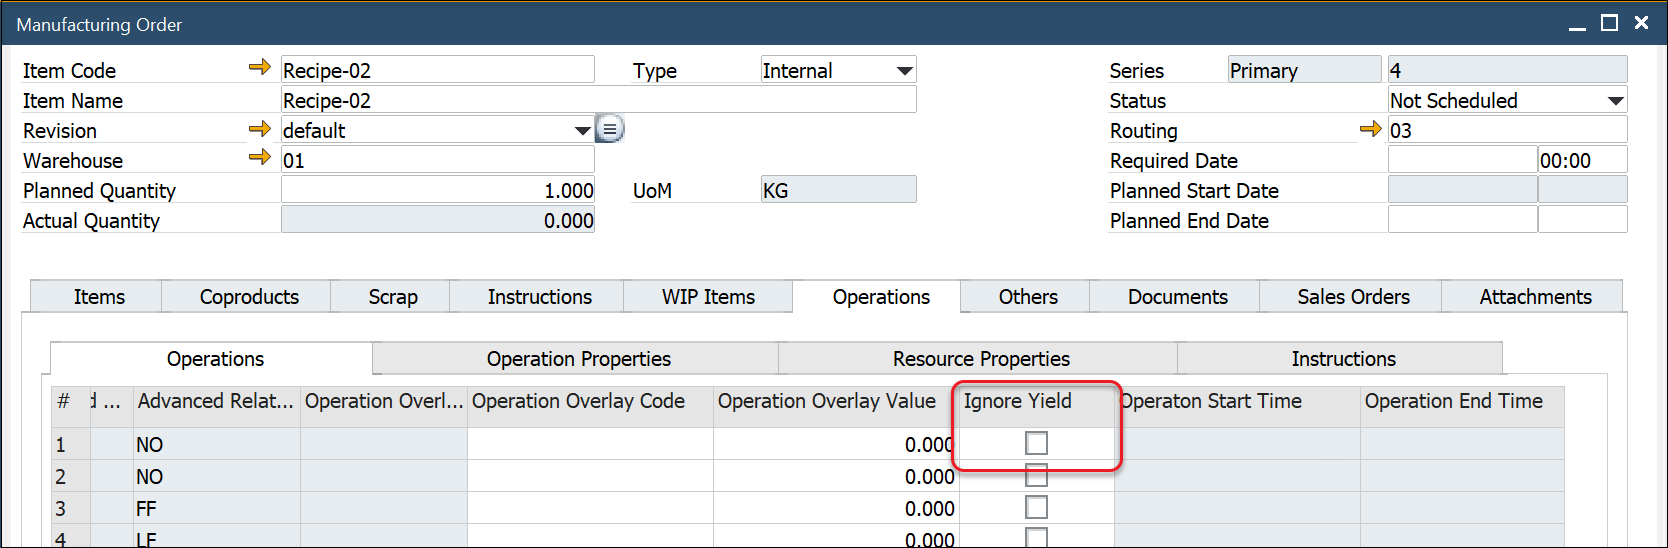 Manufacturing Order
Item Code Recipe-02 Type Internal Series Primary 4
Item Name Recipe-02 Status Not Scheduled
Revision default Routing 03
Warehouse 01 Required Date 00:00
Planned Quantity 1.000 UoM KG Planned Start Date
Actual Quantity 0.000 Planned End Date
Items Coproducts Scrap Instructions WIP Items Operations Others Documents Sales Orders Attachments
Operations Operation Properties Resource Properties Instructions
# d ... Advanced Relat... Operation Overl... Operation Overlay Code Operation Overlay Value Ignore Yield Operaton Start Time Operation End Time
1 NO 0.000
2 NO 0.000
3 FF 0.000
4 LF 0.000